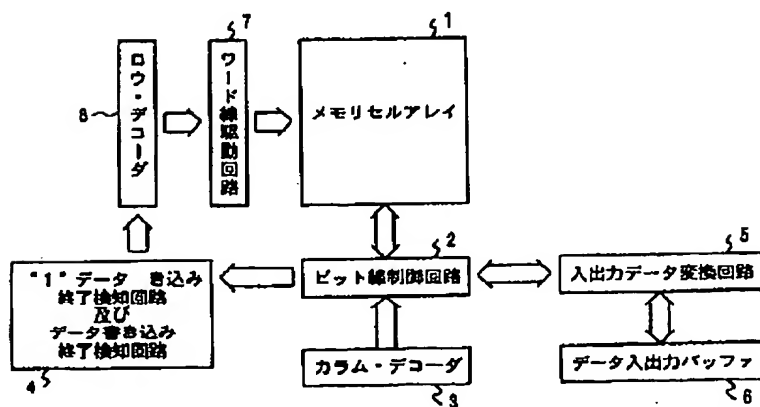 7
1
8
ロウ・デコーダ
ワード線駆動回路
メモリセルアレイ
2
5
"1"データ 書き込み
終了検知回路
及び
データ書き込み
終了検知回路
ビット線制御回路
入出力データ変換回路
カラム・デコーダ
データ入出力バッファ
4
3
6